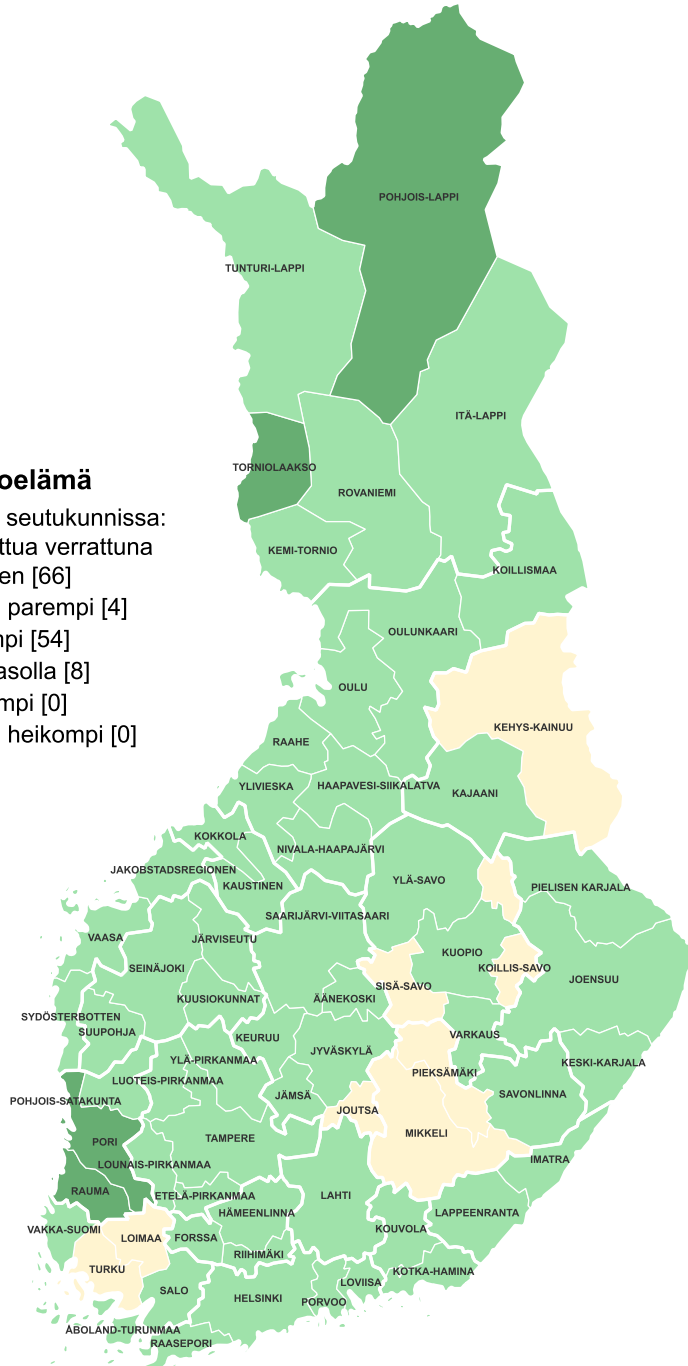 POHJOIS-LAPPI
TUNTURI-LAPPI
ITÄ-LAPPI
TORNIOLAAKSO
ROVANIEMI
oelämä
seutukunnissa:
ttua verrattuna
en [66]
parempi [4]
npi [54]
asolla [8]
mpi [0]
heikompi [0]
KEMI-TORNIO
KOILLISMAA
OULUNKAARI
OULU
KEHYS-KAINUU
RAAHE
YLIVIESKA
HAAPAVESI-SIIKALATVA
KAJAANI
KOKKOLA
NIVALA-HAAPAJÄRVI
JAKOBSTADSREGIONEN
YLÄ-SAVO
KAUSTINEN
PIELISEN KARJALA
SAARIJÄRVI-VIITASAARI
VAASA
JÄRVISEUTU
KUOPIO
SEINÄJOKI
KOILLIS-SAVO
JOENSUU
SISÄ-SAVO
KUUSIOKUNNAT
ÄÄNEKOSKI
SYDÖSTERBOTTEN
SUUPOHJA
VARKAUS
KEURUU
JYVÄSKYLÄ
YLÄ-PIRKANMAA
KESKI-KARJALA
PIEKSÄMÄKI
LUOTEIS-PIRKANMAA
SAVONLINNA
JÄMSÄ
POHJOIS-SATAKUNTA
JOUTSA
MIKKELI
TAMPERE
PORI
IMATRA
LOUNAIS-PIRKANMAA
RAUMA
ETELÄ-PIRKANMAA
LAHTI
HÄMEENLINNA
LAPPEENRANTA
VAKKA-SUOMI
KOUVOLA
LOIMAA
FORSSA
RIIHIMÄKI
TURKU
KOTKA-HAMINA
LOVIISA
SALO
HELSINKI
PORVOO
ÅBOLAND-TURUNMAA
RAASEPORI